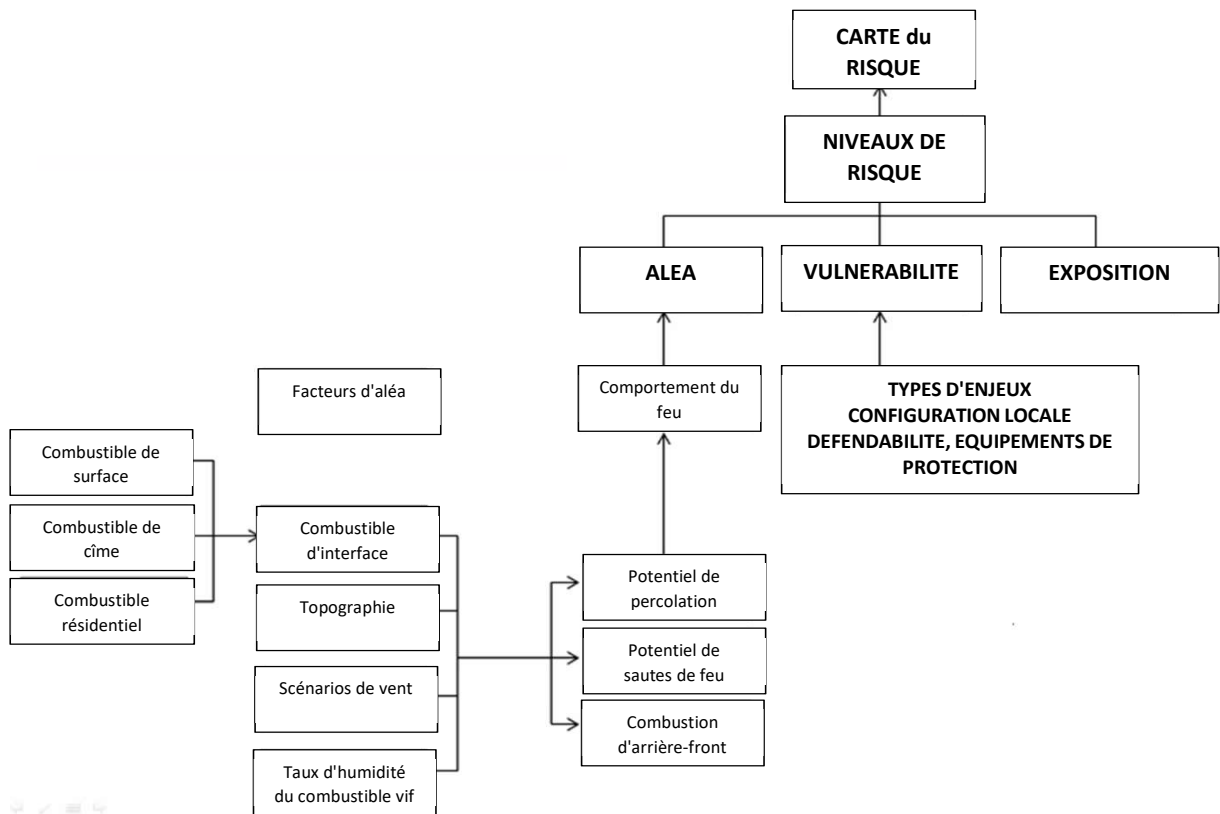 CARTE du
RISQUE
NIVEAUX DE
RISQUE
ALEA
VULNERABILITE
EXPOSITION
Facteurs d'aléa
Comportement du
feu
TYPES D'ENJEUX
CONFIGURATION LOCALE
DEFENDABILITE, EQUIPEMENTS DE
PROTECTION
Combustible de
surface
Combustible de
cîme
Combustible
résidentiel
Combustible
d'interface
Topographie
Scénarios de vent
Taux d'humidité
du combustible vif
Potentiel de
percolation
Potentiel de
sautes de feu
Combustion
d'arrière-front